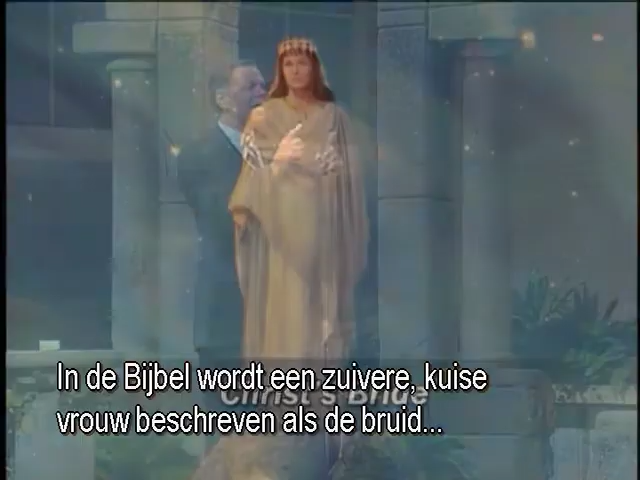 In de Bijbel wordt een zuivere, kuise
Christ's Bride
vrouw beschreven als de bruid...